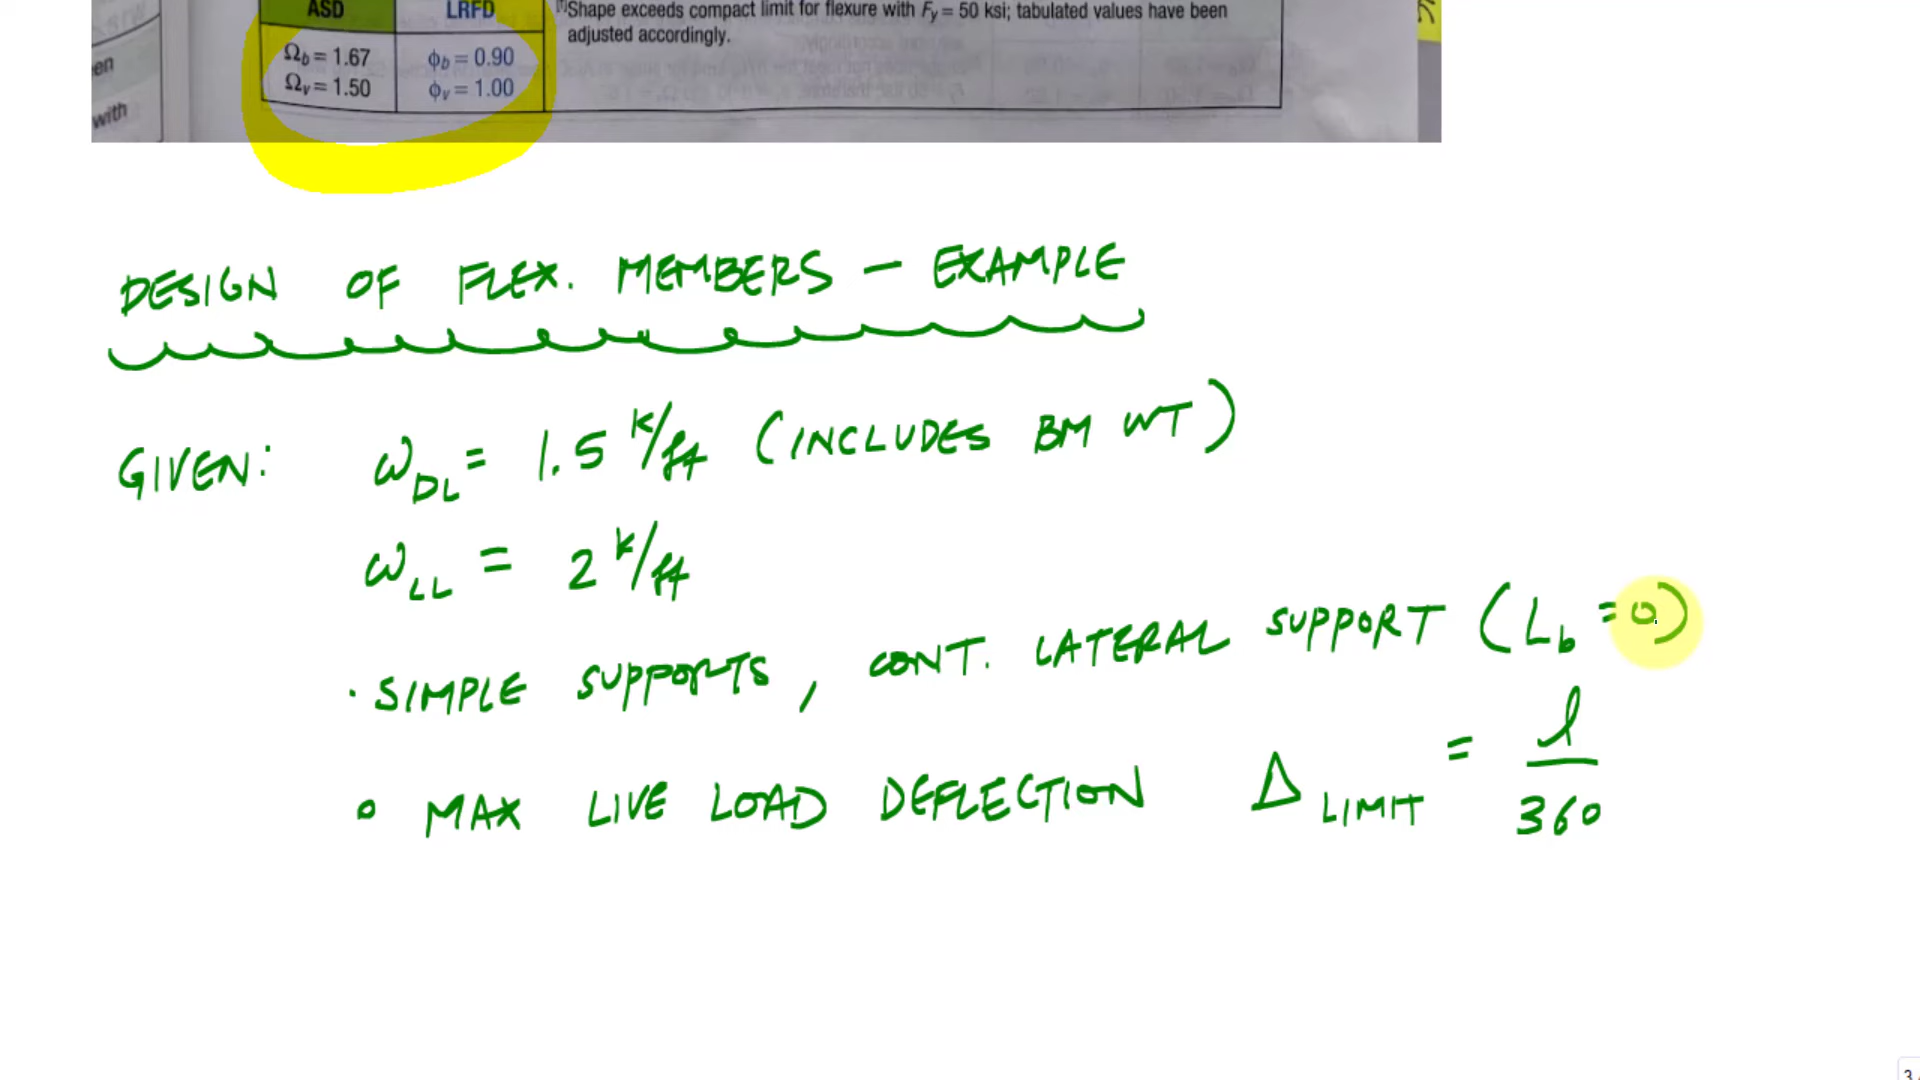 ASD LRFD
Ωb = 1.67 ϕb = 0.90
Ωv = 1.50 ϕv = 1.00
Shape exceeds compact limit for flexure with Fy = 50 ksi; tabulated values have been
adjusted accordingly.
en
with
DESIGN OF FLEX. MEMBERS – EXAMPLE
GIVEN: ωDL = 1.5 k/ft (INCLUDES BM WT)
ωLL = 2 k/ft
· SIMPLE SUPPORTS, CONT. LATERAL SUPPORT (Lb = 0)
∘ MAX LIVE LOAD DEFLECTION Δ LIMIT = l/360